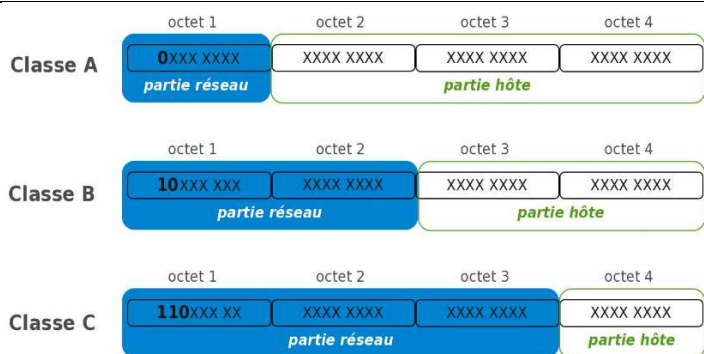 octet 1 octet 2 octet 3 octet 4
Classe A 0XXX XXXX XXXX XXXX XXXX XXXX XXXX XXXX
partie réseau partie hôte
octet 1 octet 2 octet 3 octet 4
Classe B 10XXX XXX XXXX XXXX XXXX XXXX XXXX XXXX
partie réseau partie hôte
octet 1 octet 2 octet 3 octet 4
Classe C 110XXX XX XXXX XXXX XXXX XXXX XXXX XXXX
partie réseau partie hôte